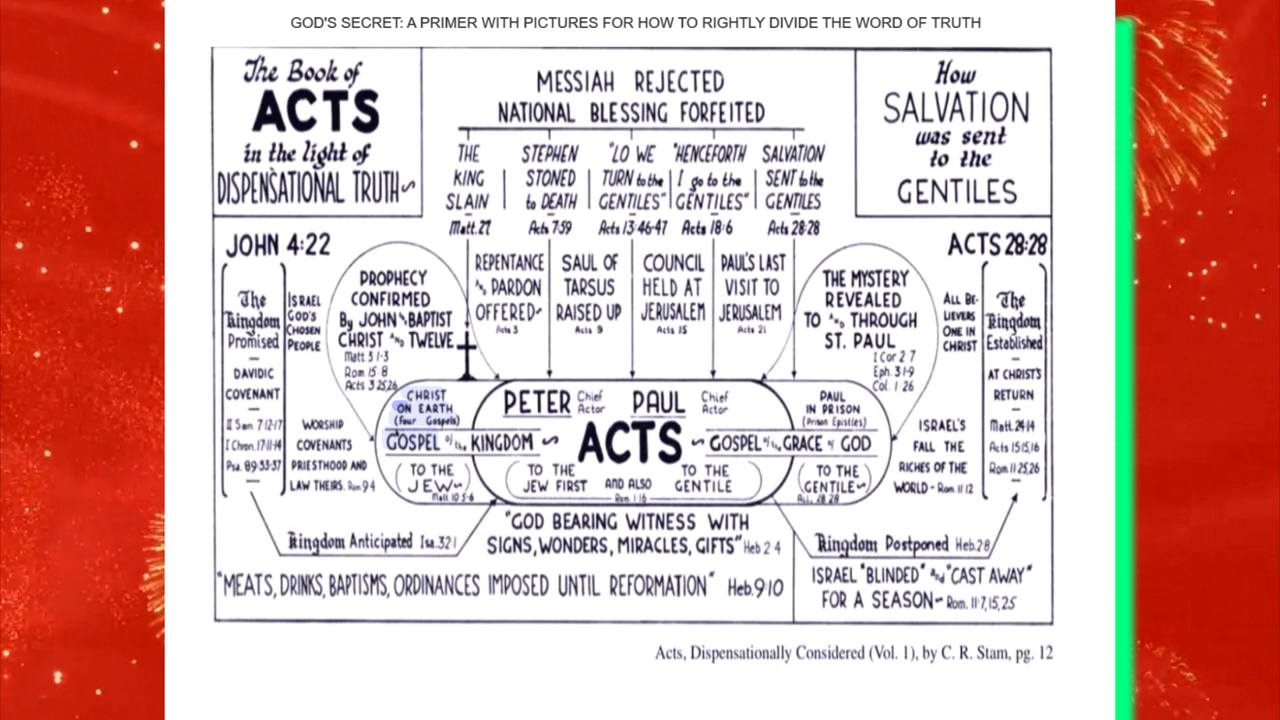 GOD'S SECRET: A PRIMER WITH PICTURES FOR HOW TO RIGHTLY DIVIDE THE WORD OF TRUTH
The Book of
ACTS
in the light of
DISPENSATIONAL TRUTH~
MESSIAH REJECTED
NATIONAL BLESSING FORFEITED
THE
KING
SLAIN
Matt. 27
STEPHEN
STONED
to DEATH
Acts 7:59
"LO WE
TURN to the
GENTILES"
Acts 13:46-47
"HENCEFORTH
I go to the
GENTILES"
Acts 18:6
SALVATION
SENT to the
GENTILES
Acts 28:28
How
SALVATION
was sent
to the
GENTILES
JOHN 4:22
The
Kingdom
Promised
DAVIDIC
COVENANT
II Sam. 7:12-17
I Chron. 17:11-14
Psa. 89:33-37
ISRAEL
GOD'S
CHOSEN
PEOPLE
WORSHIP
COVENANTS
PRIESTHOOD AND
LAW THEIRS. Rom 9:4
PROPHECY
CONFIRMED
By JOHN the BAPTIST
CHRIST and TWELVE
Matt 3:1-3
Rom 15:8
Acts 3:25,26
REPENTANCE
and PARDON
OFFERED~
Acts 3
SAUL OF
TARSUS
RAISED UP
Acts 9
COUNCIL
HELD AT
JERUSALEM
Acts 15
PAUL'S LAST
VISIT TO
JERUSALEM
Acts 21
THE MYSTERY
REVEALED
TO and THROUGH
ST. PAUL
I Cor 2:7
Eph. 3:1-9
Col. 1:26
ALL BE-
LIEVERS
ONE IN
CHRIST
ACTS 28:28
The
Kingdom
Established
AT CHRIST'S
RETURN
Matt. 24:14
Acts 15:15,16
Rom 11:25,26
ISRAEL'S
FALL THE
RICHES OF THE
WORLD - Rom 11:12
CHRIST
ON EARTH
(Four Gospels)
PETER Chief Actor
PAUL Chief Actor
PAUL
IN PRISON
(Prison Epistles)
GOSPEL of the KINGDOM ~ ACTS ~ GOSPEL of the GRACE of GOD
(TO THE
JEW~)
Matt. 10:5-6
(TO THE
JEW FIRST
AND ALSO
Rom. 1:16
TO THE
GENTILE)
(TO THE
GENTILE~)
Acts 28:28
Kingdom Anticipated Isa. 32:1
"GOD BEARING WITNESS WITH
SIGNS, WONDERS, MIRACLES, GIFTS" Heb 2:4
Kingdom Postponed Heb. 2:8
"MEATS, DRINKS, BAPTISMS, ORDINANCES IMPOSED UNTIL REFORMATION" Heb. 9:10
ISRAEL "BLINDED" and "CAST AWAY"
FOR A SEASON~ Rom. 11:7,15,25
Acts, Dispensationally Considered (Vol. 1), by C. R. Stam, pg. 12